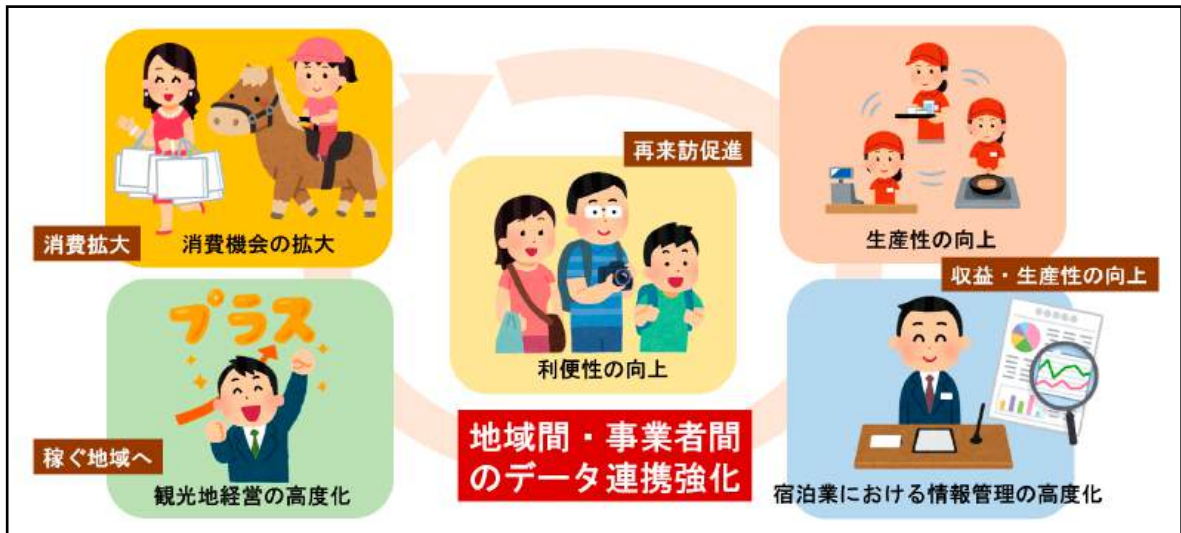 消費拡大
消費機会の拡大
再来訪促進
利便性の向上
生産性の向上
収益・生産性の向上
プラス
稼ぐ地域へ
観光地経営の高度化
地域間・事業者間
のデータ連携強化
宿泊業における情報管理の高度化